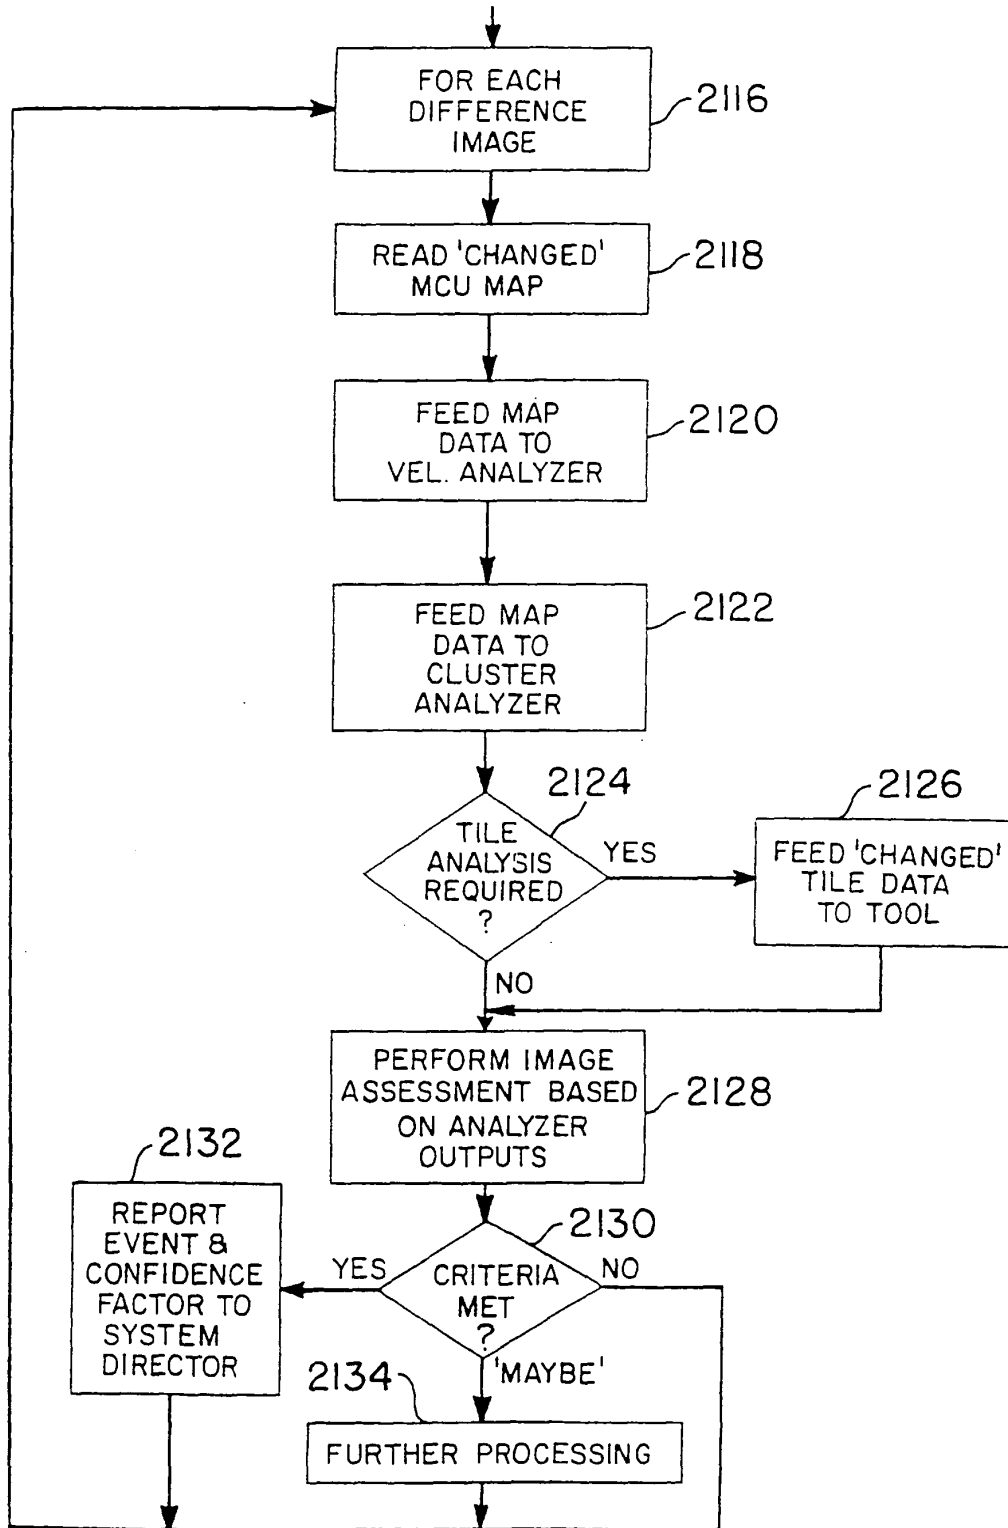 FOR EACH
DIFFERENCE
IMAGE
2116
READ 'CHANGED'
MCU MAP
2118
FEED MAP
DATA TO
VEL. ANALYZER
2120
FEED MAP
DATA TO
CLUSTER
ANALYZER
2122
2124
TILE
ANALYSIS
REQUIRED
?
YES
2126
FEED 'CHANGED'
TILE DATA
TO TOOL
NO
PERFORM IMAGE
ASSESSMENT BASED
ON ANALYZER
OUTPUTS
2128
2132
REPORT
EVENT &
CONFIDENCE
FACTOR TO
SYSTEM
DIRECTOR
2130
YES
CRITERIA
MET
?
NO
'MAYBE'
2134
FURTHER PROCESSING